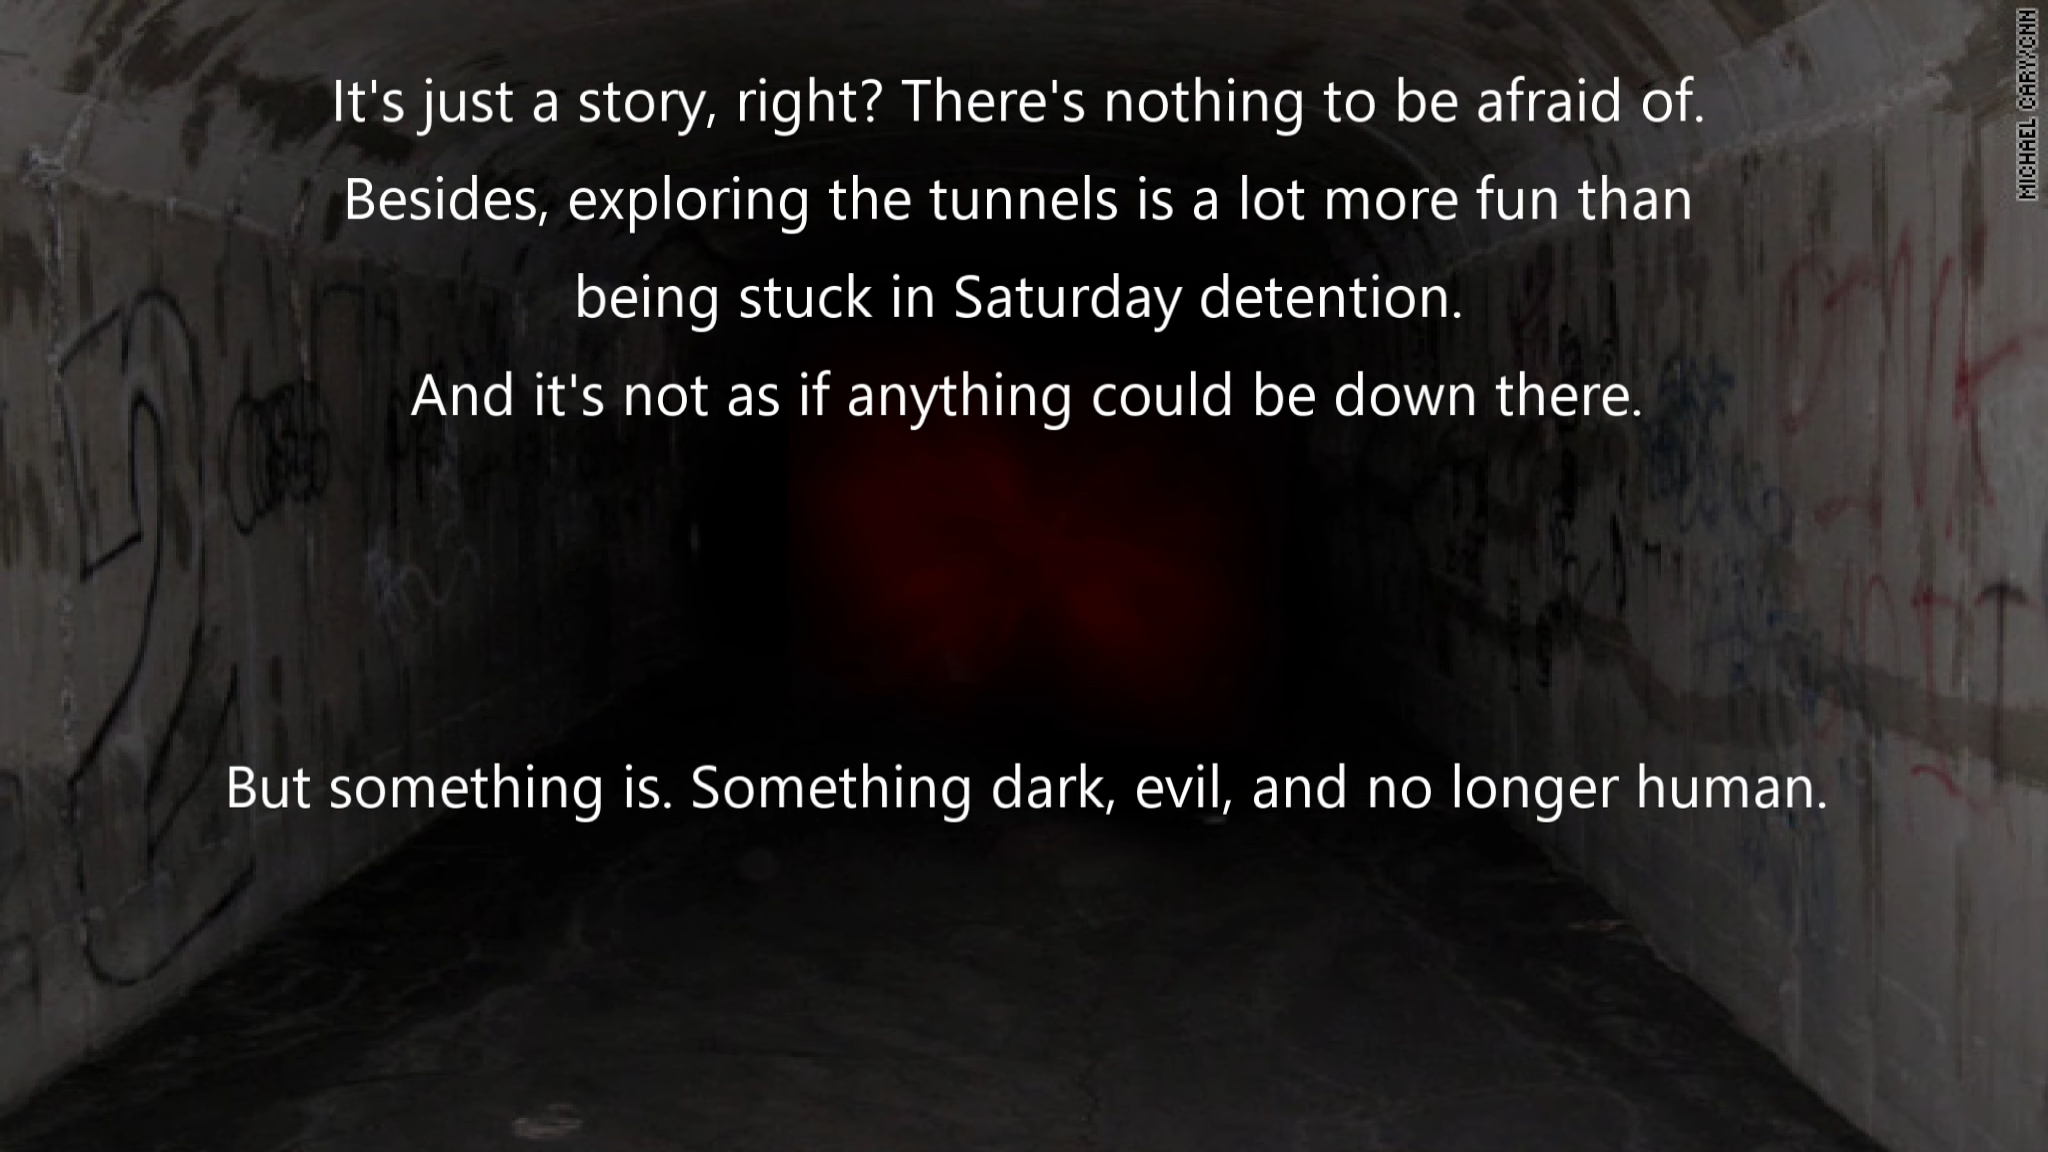 It's just a story, right? There's nothing to be afraid of.
Besides, exploring the tunnels is a lot more fun than
being stuck in Saturday detention.
And it's not as if anything could be down there.
But something is. Something dark, evil, and no longer human.
MICHAEL CARY/CNN